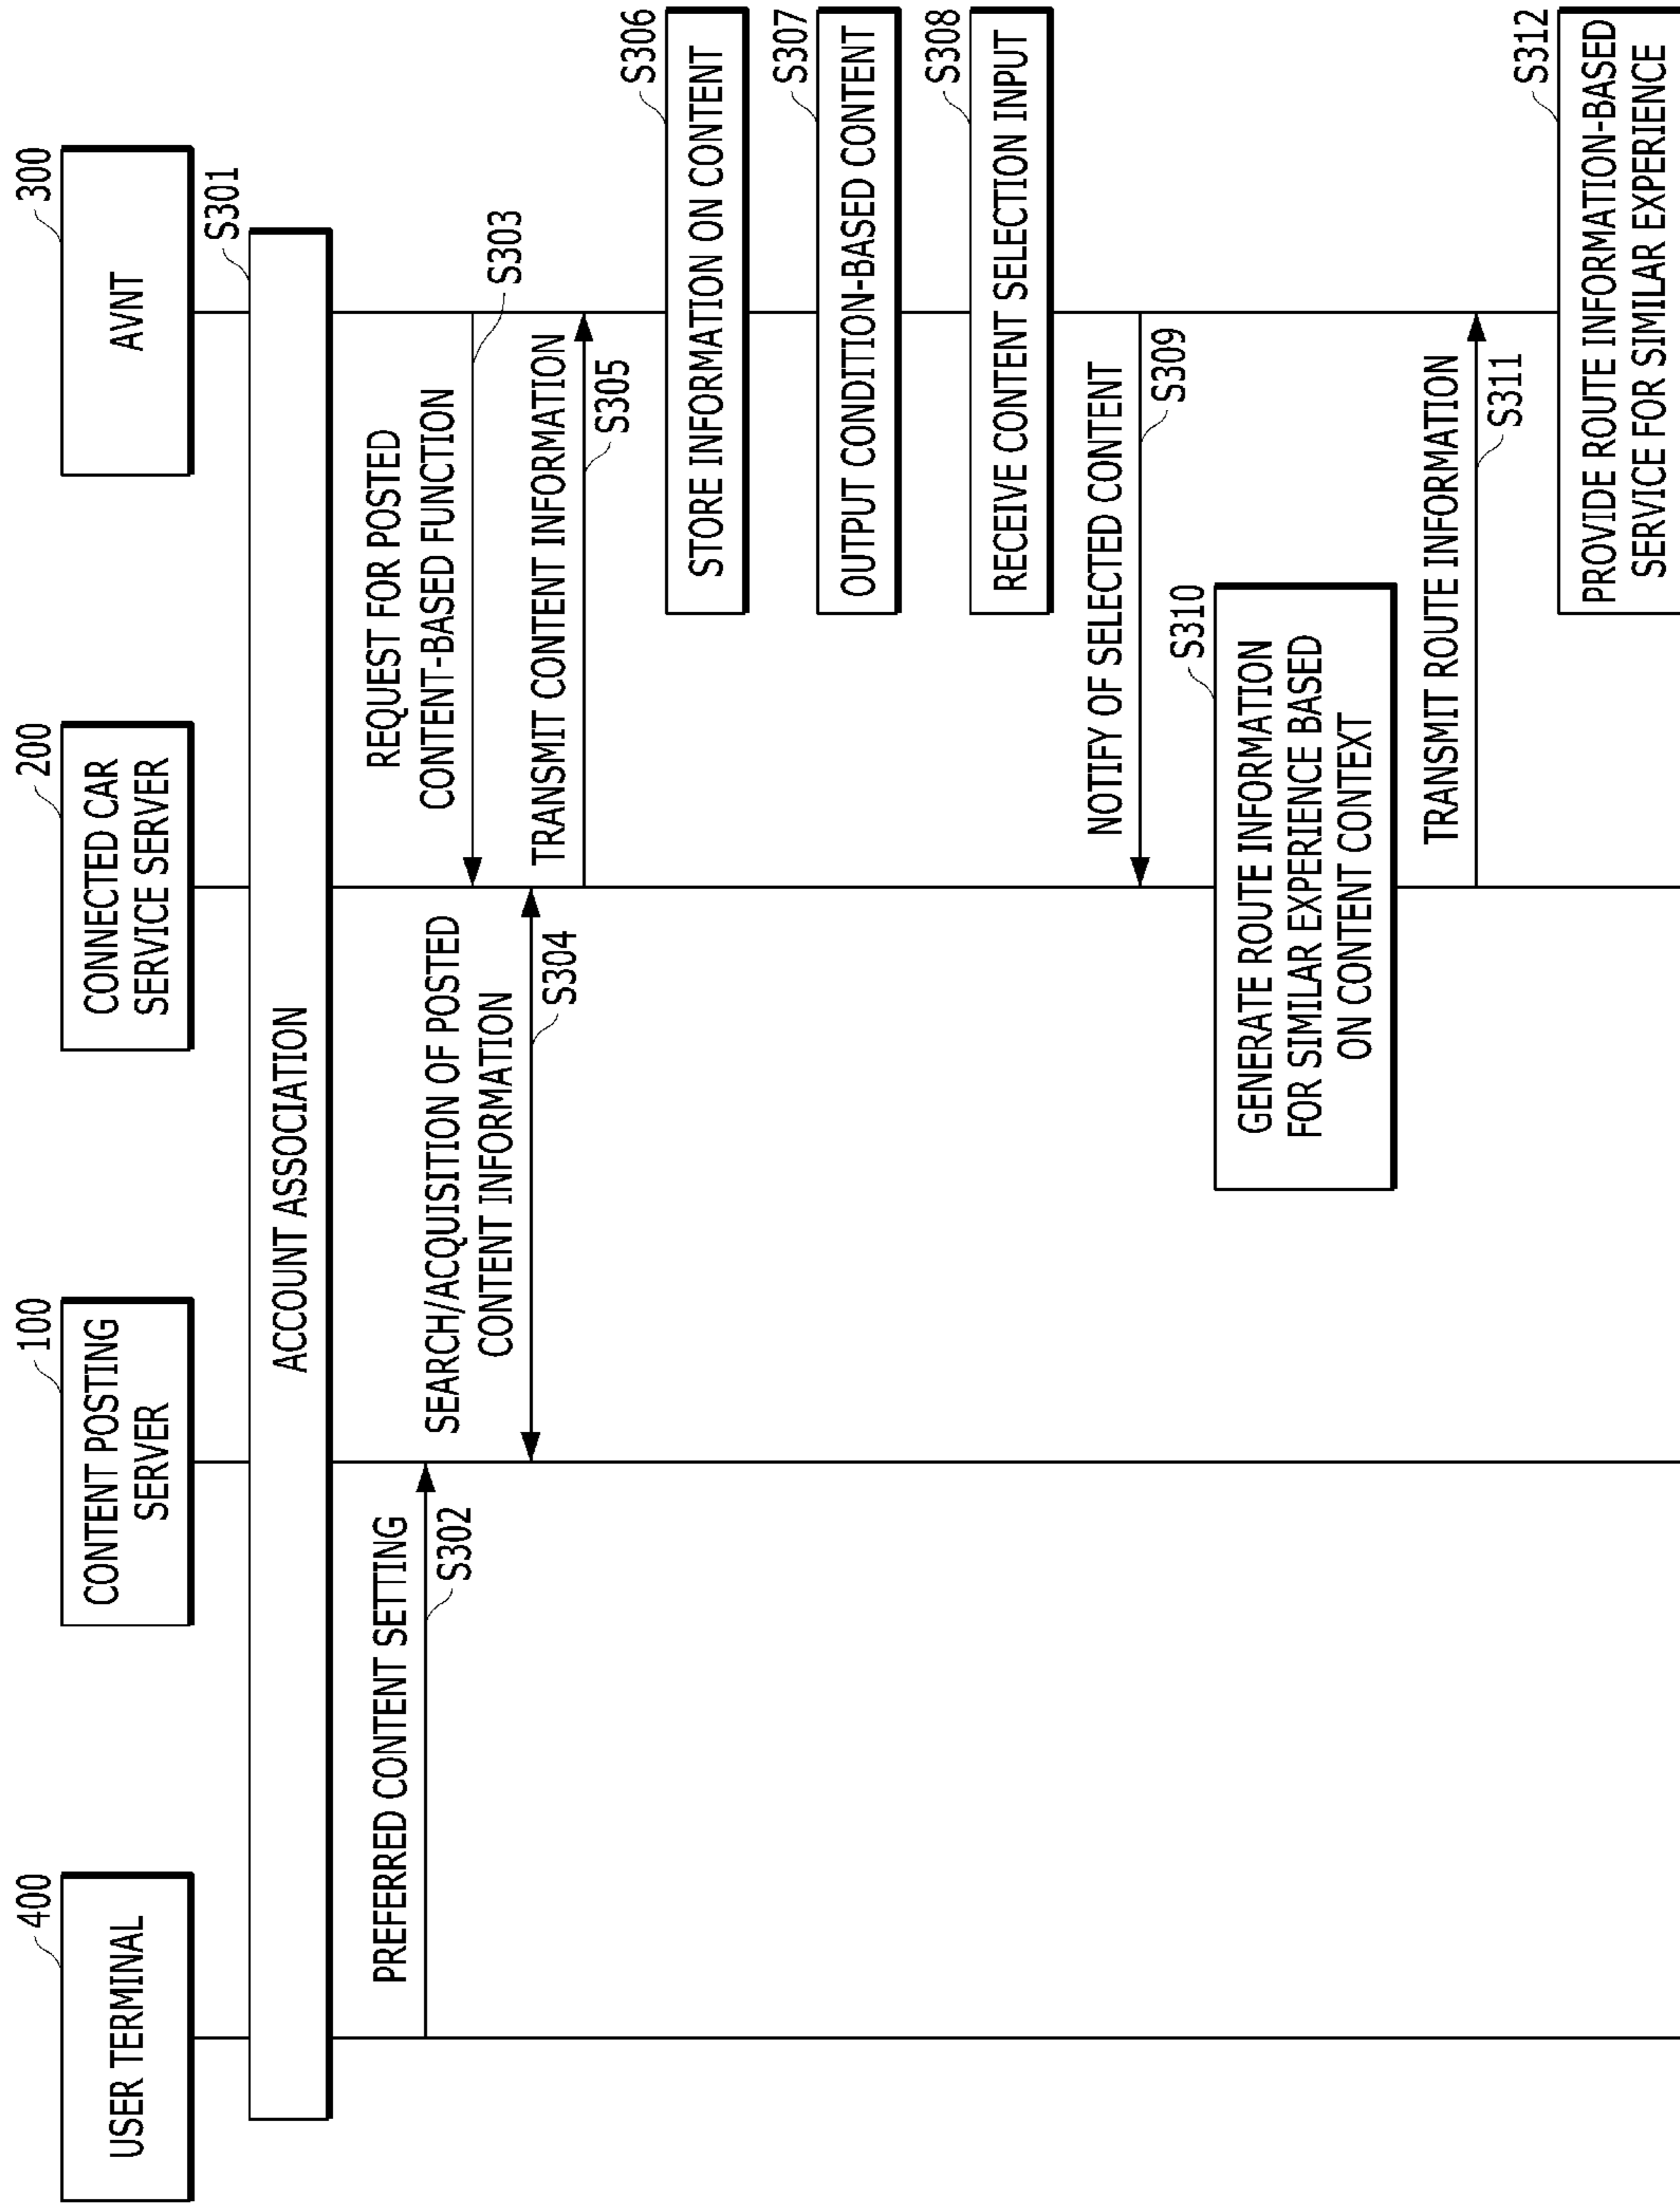 400
USER TERMINAL
100
CONTENT POSTING
SERVER
200
CONNECTED CAR
SERVICE SERVER
300
AVNT
S301
ACCOUNT ASSOCIATION
PREFERRED CONTENT SETTING
S302
REQUEST FOR POSTED
CONTENT-BASED FUNCTION
S303
SEARCH/ACQUISITION OF POSTED
CONTENT INFORMATION
S304
TRANSMIT CONTENT INFORMATION
S305
S306
STORE INFORMATION ON CONTENT
S307
OUTPUT CONDITION-BASED CONTENT
S308
RECEIVE CONTENT SELECTION INPUT
NOTIFY OF SELECTED CONTENT
S309
S310
GENERATE ROUTE INFORMATION
FOR SIMILAR EXPERIENCE BASED
ON CONTENT CONTEXT
TRANSMIT ROUTE INFORMATION
S311
S312
PROVIDE ROUTE INFORMATION-BASED
SERVICE FOR SIMILAR EXPERIENCE